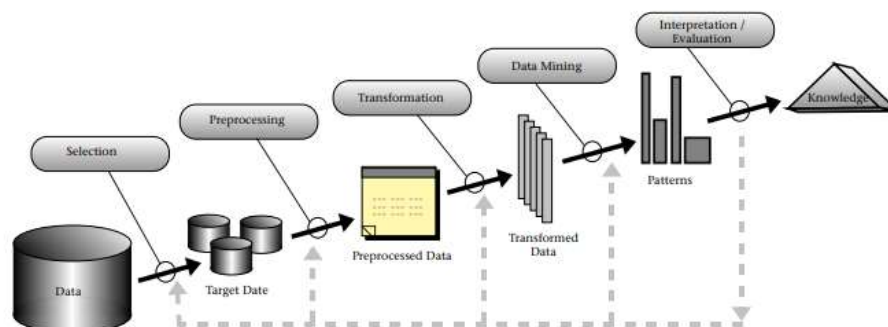 Interpretation /
Evaluation
Data Mining
Transformation
Preprocessing
Selection
Knowledge
Patterns
Transformed
Data
Preprocessed Data
Target Date
Data